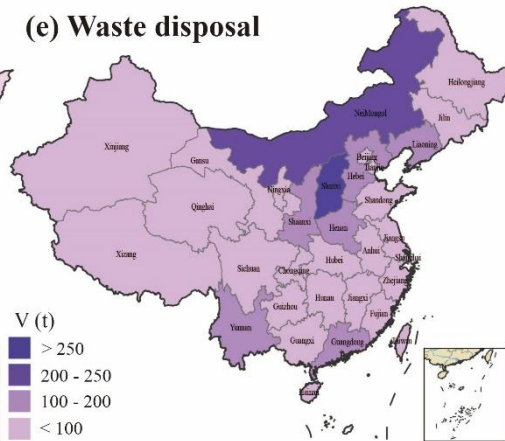 (e) Waste disposal
Heilongjiang
Jilin
NeiMongol
Liaoning
Xinjiang
Beijing
Tianjin
Gansu
Hebei
Shanxi
Ningxia
Shandong
Qinghai
Shaanxi
Henan
Jiangsu
Xizang
Anhui
Shanghai
Hubei
Sichuan
Chongqing
Zhejiang
Hunan
Jiangxi
Guizhou
Fujian
Yunnan
Taiwan
Guangxi
Guangdong
Hainan
V (t)
> 250
200 - 250
100 - 200
< 100